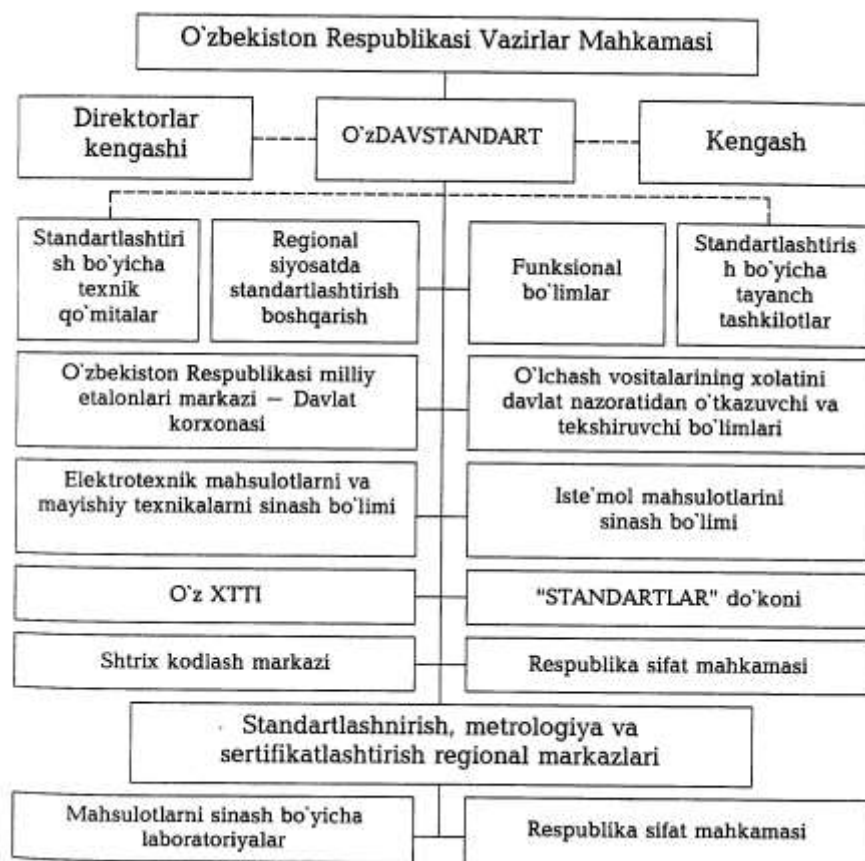 O`zbekiston Respublikasi Vazirlar Mahkamasi
Direktorlar
kengashi
O`zDAVSTANDART
Kengash
Standartlashtiri
sh bo`yicha
texnik
qo`mitalar
Regional
siyosatda
standartlashtirish
boshqarish
Funksional
bo`limlar
Standartlashtiris
h bo`yicha
tayanch
tashkilotlar
O`zbekiston Respublikasi milliy
etalonlari markazi — Davlat
korxonasi
O`lchash vositalarining xolatini
davlat nazoratidan o`tkazuvchi va
tekshiruvchi bo`limlari
Elektrotexnik mahsulotlarni va
mayishiy texnikalarni sinash bo`limi
Iste`mol mahsulotlarini
sinash bo`limi
O`z XTTI
"STANDARTLAR" do`koni
Shtrix kodlash markazi
Respublika sifat mahkamasi
Standartlashnirish, metrologiya va
sertifikatlashtirish regional markazlari
Mahsulotlarni sinash bo`yicha
laboratoriyalar
Respublika sifat mahkamasi